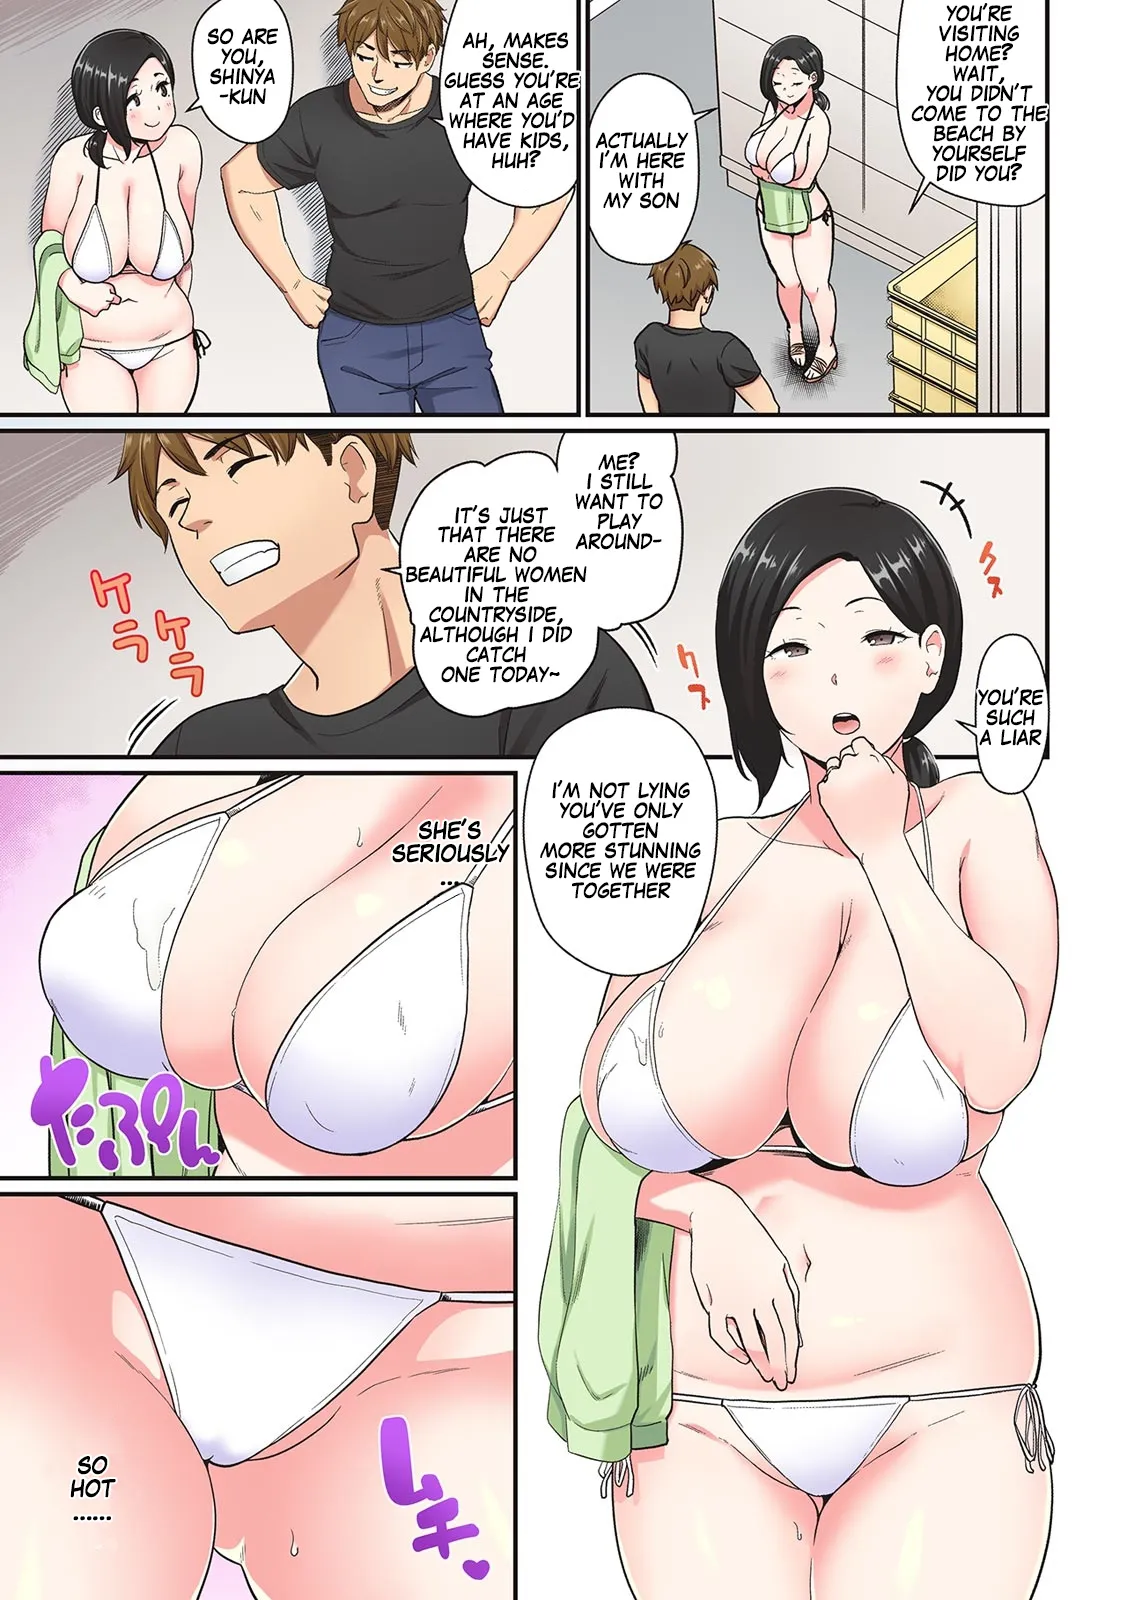 YOU'RE
VISITING
HOME?
WAIT,
YOU DIDN'T
COME TO THE
BEACH BY
YOURSELF
DID YOU?
ACTUALLY
I'M HERE
WITH
MY SON
AH, MAKES
SENSE.
GUESS YOU'RE
AT AN AGE
WHERE YOU'D
HAVE KIDS,
HUH?
SO ARE
YOU,
SHINYA
-KUN
ME?
I STILL
WANT TO
PLAY
AROUND-
IT'S JUST
THAT THERE
ARE NO
BEAUTIFUL WOMEN
IN THE
COUNTRYSIDE,
ALTHOUGH I DID
CATCH
ONE TODAY~
ケラ
ケラ
クス
クス
YOU'RE
SUCH
A LIAR
I'M NOT LYING
YOU'VE ONLY
GOTTEN
MORE STUNNING
SINCE WE WERE
TOGETHER
SHE'S
SERIOUSLY
....
たぷん
SO
HOT
......
ムチ